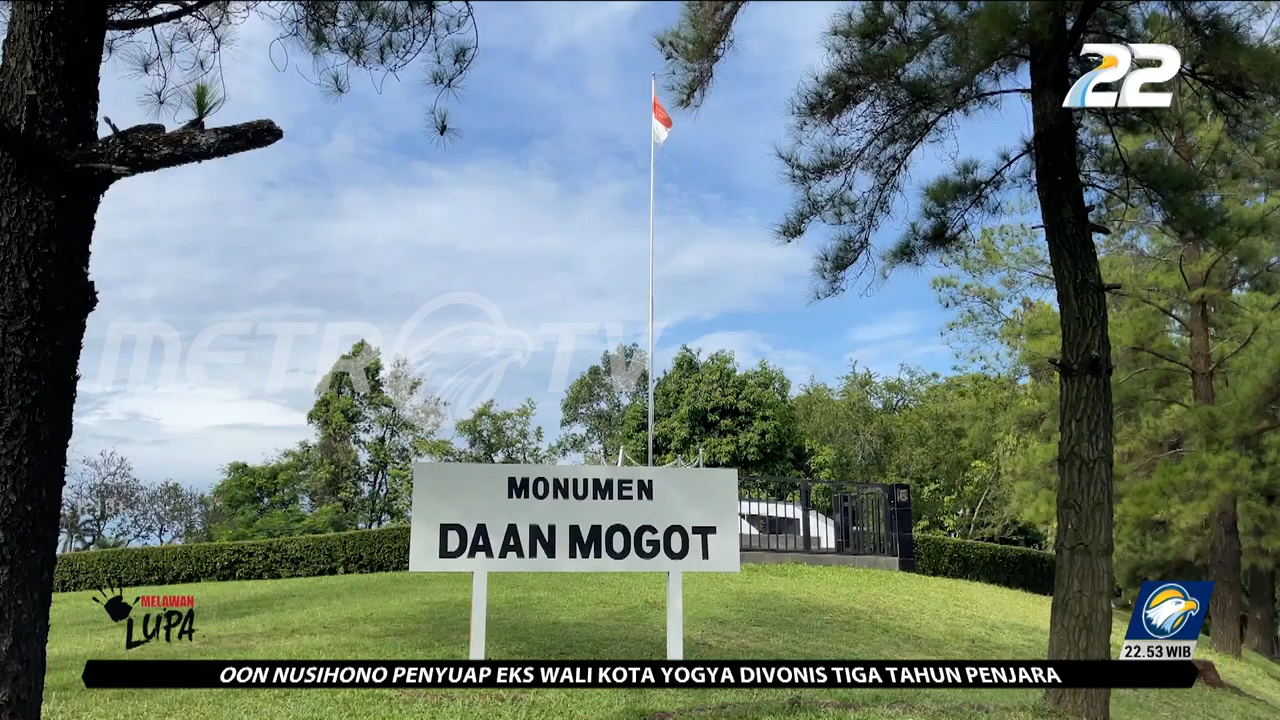 22
METRO TV
MONUMEN
DAAN MOGOT
MELAWAN
LUPA
22.53 WIB
OON NUSIHONO PENYUAP EKS WALI KOTA YOGYA DIVONIS TIGA TAHUN PENJARA